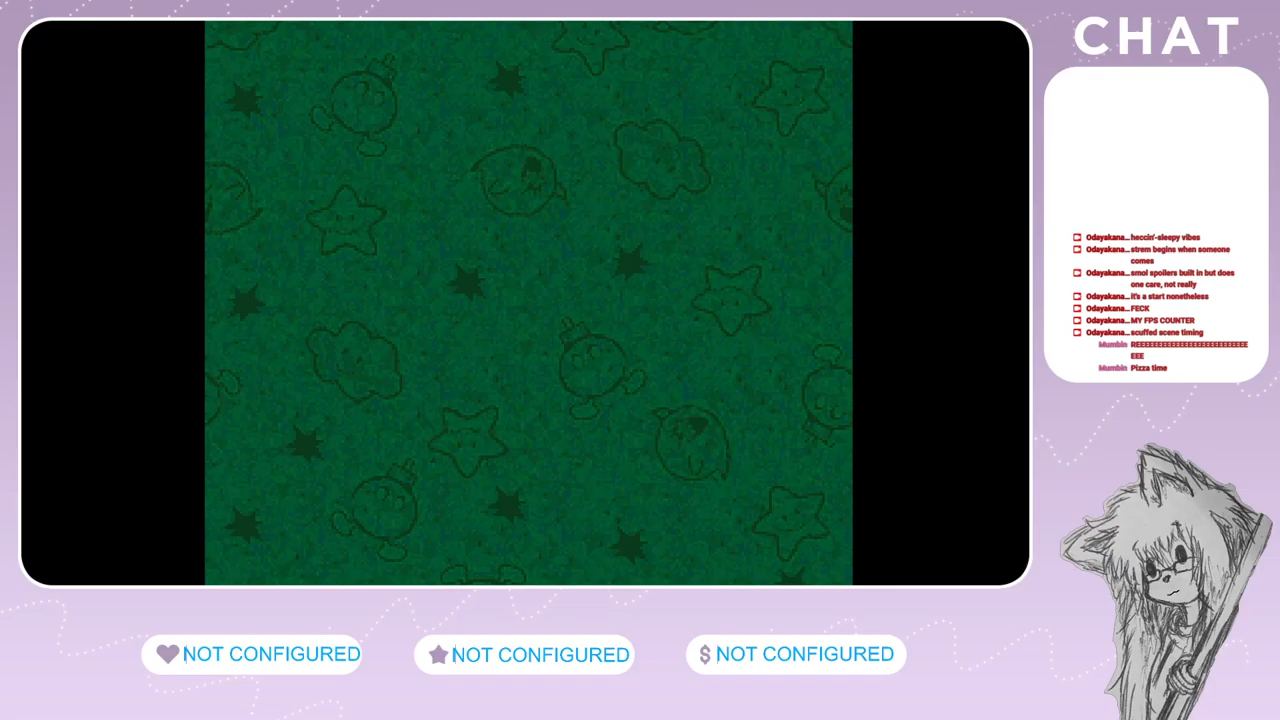 CHAT
Odayakana... heccin'-sleepy vibes
Odayakana... strem begins when someone
comes
Odayakana... smol spoilers built in but does
one care, not really
Odayakana... it's a start nonetheless
Odayakana... FECK
Odayakana... MY FPS COUNTER
Odayakana... scuffed scene timing
Mumbin REEEEEEEEEEEEEEEEEEEEEEEEEEE
EEE
Mumbin Pizza time
NOT CONFIGURED
NOT CONFIGURED
$ NOT CONFIGURED